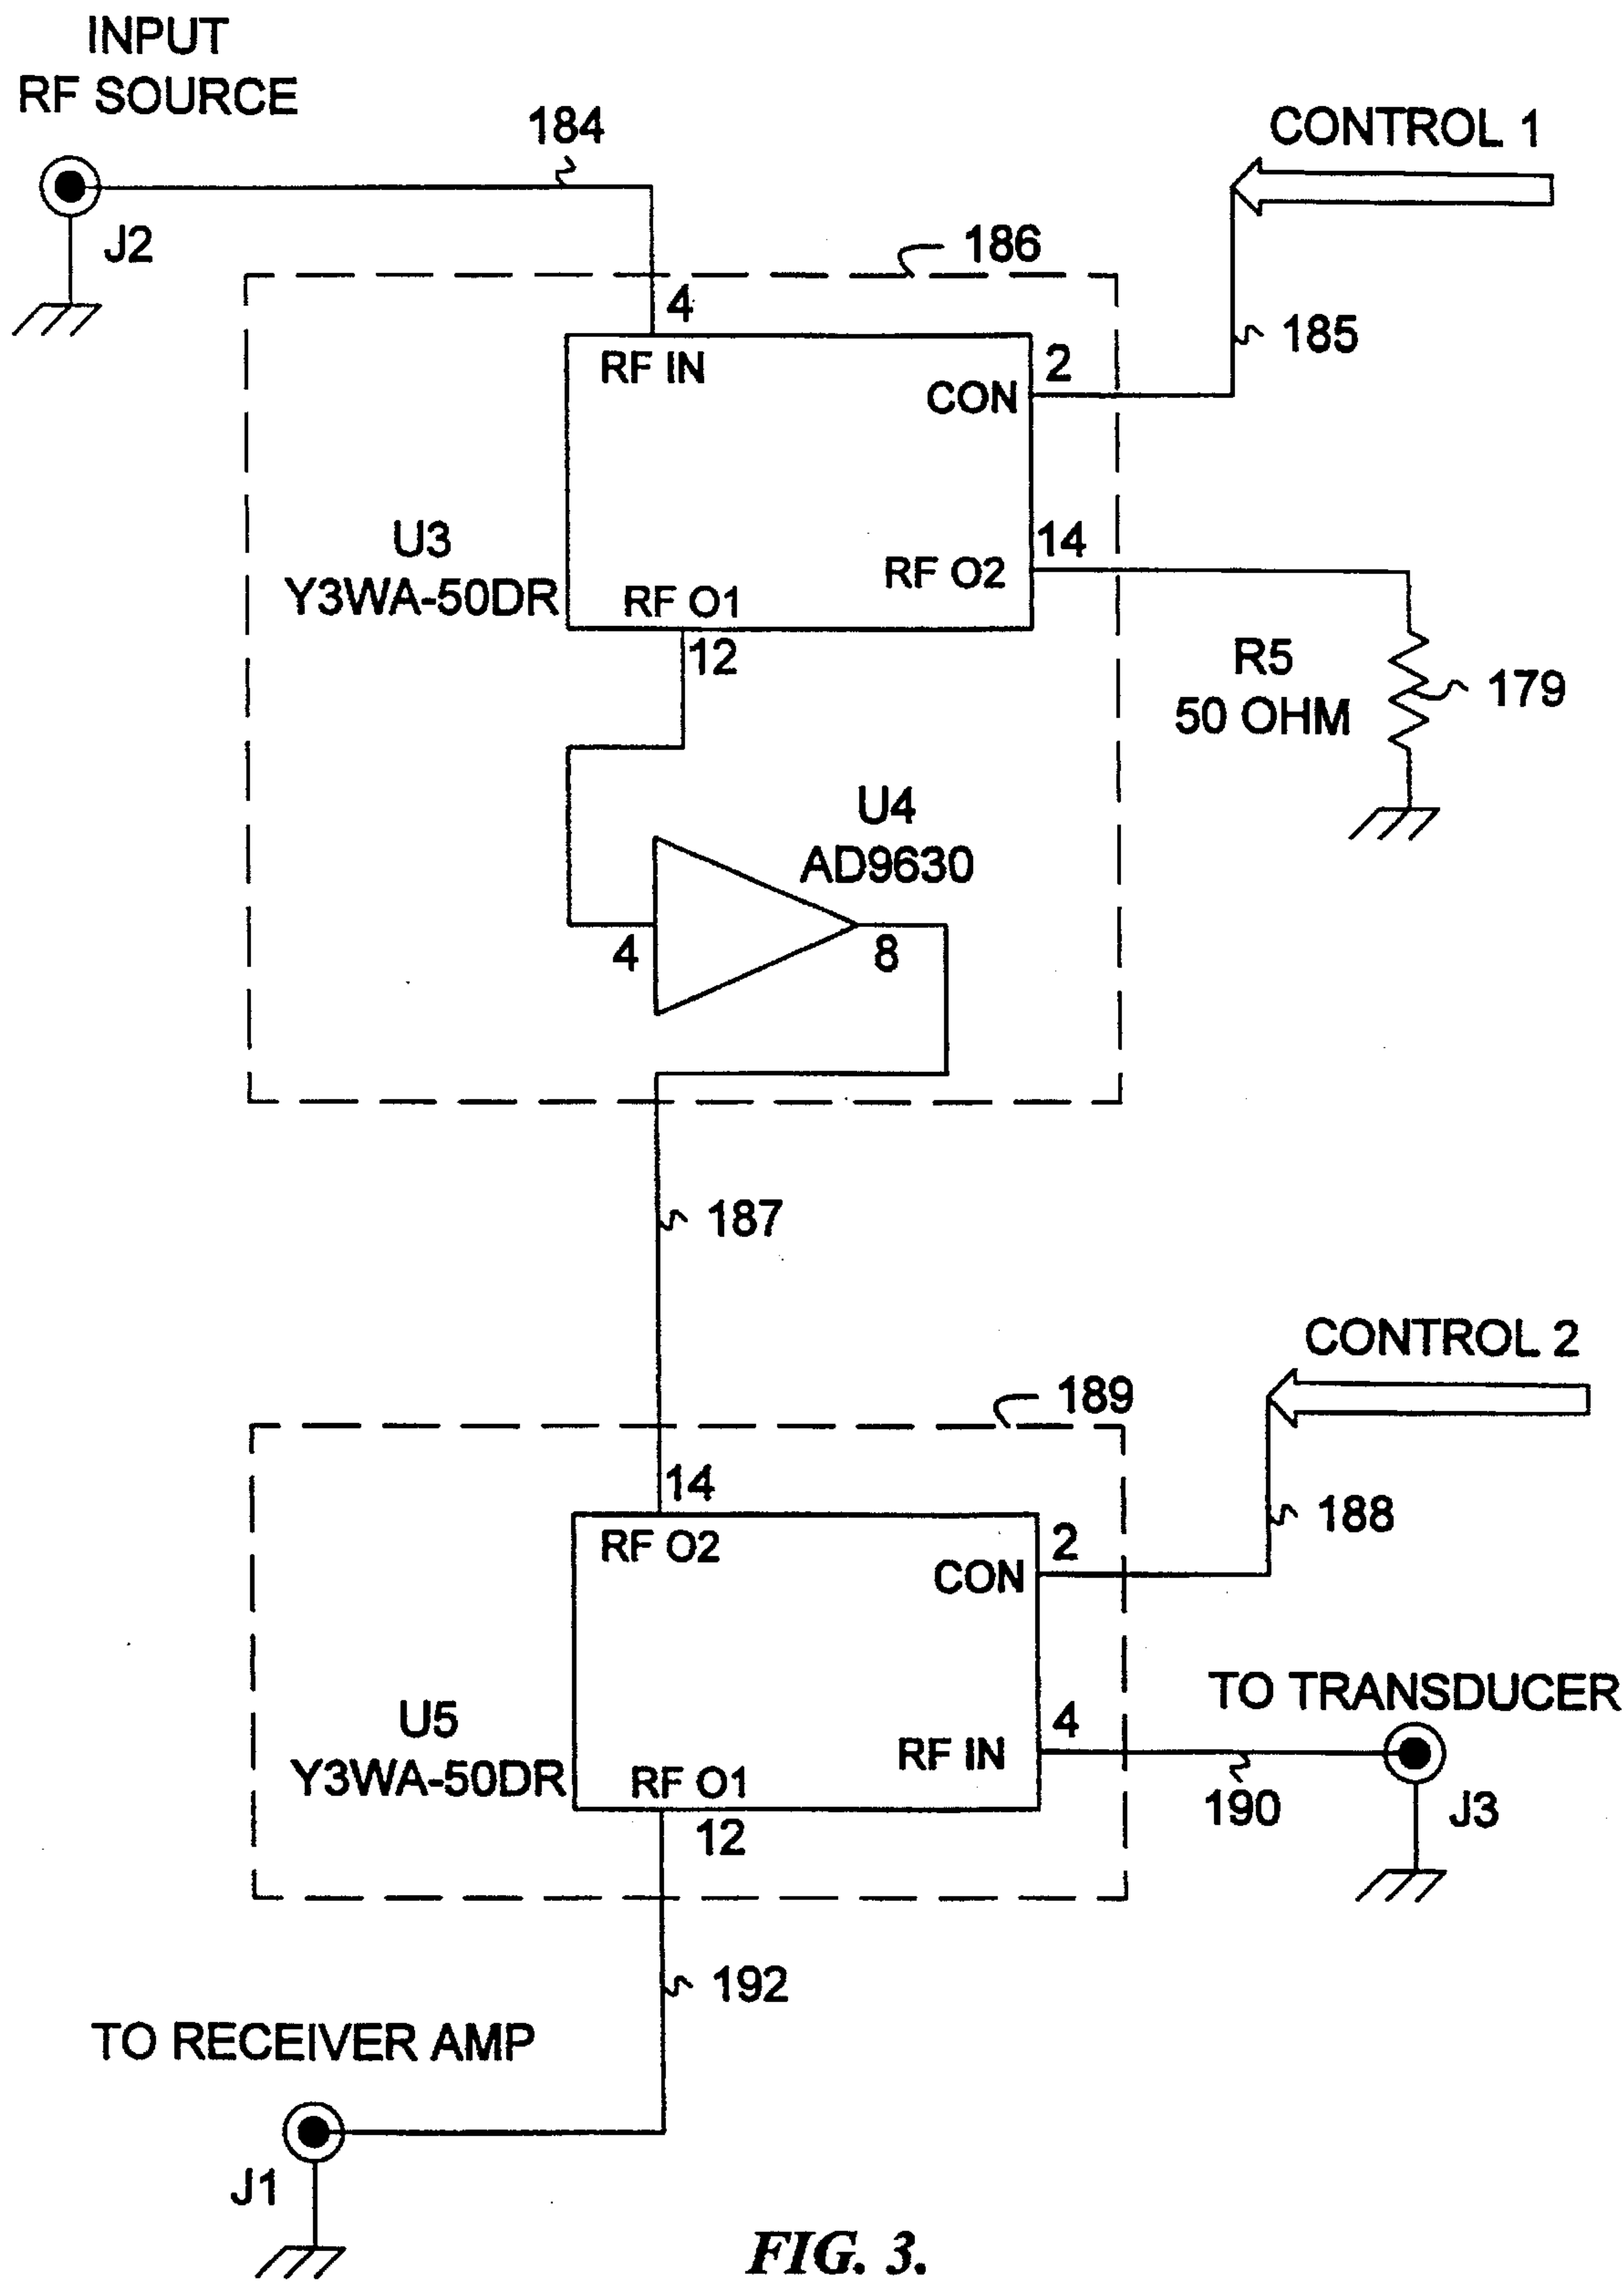 INPUT
RF SOURCE
184
CONTROL 1
J2
186
4
185
RF IN
2
CON
14
U3
Y3WA-50DR
RF O2
RF O1
12
R5
50 OHM
179
U4
AD9630
4
8
187
CONTROL 2
189
14
188
RF O2
2
CON
TO TRANSDUCER
U5
Y3WA-50DR
4
RF IN
RF O1
12
190
J3
192
TO RECEIVER AMP
J1
FIG. 3.